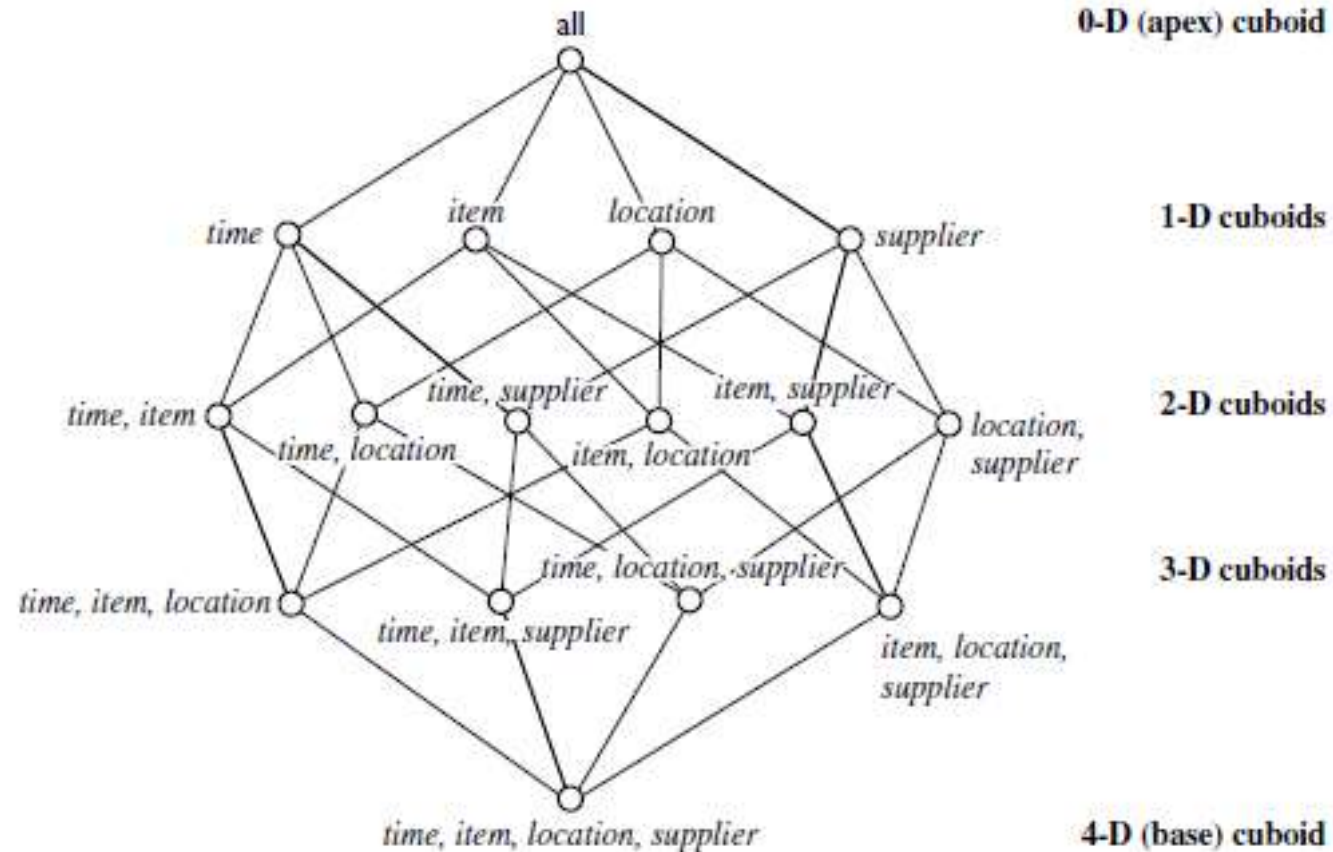 all
0-D (apex) cuboid
time
item
location
supplier
1-D cuboids
time, item
time, location
time, supplier
item, location
item, supplier
location,
supplier
2-D cuboids
time, item, location
time, item, supplier
time, location, supplier
item, location,
supplier
3-D cuboids
time, item, location, supplier
4-D (base) cuboid